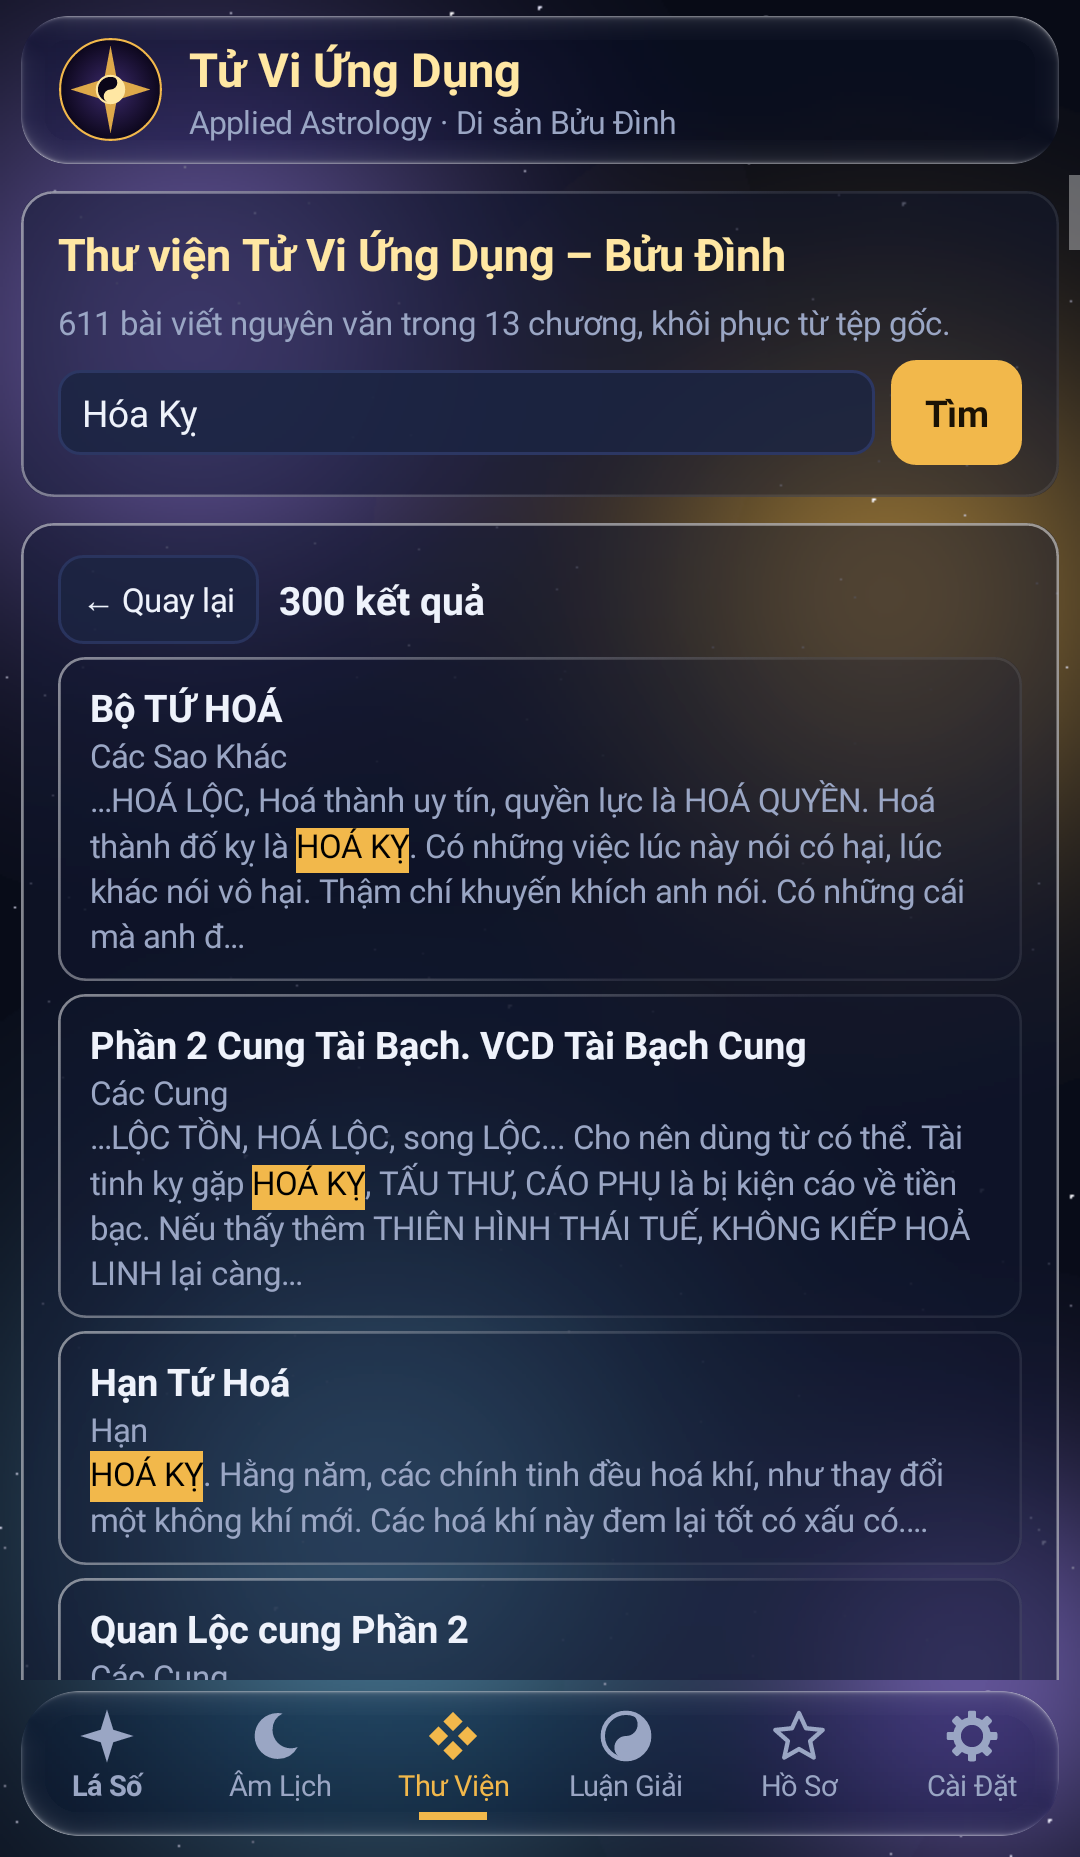 Tử Vi Ứng Dụng
Applied Astrology · Di sản Bửu Đình
Thư viện Tử Vi Ứng Dụng – Bửu Đình
611 bài viết nguyên văn trong 13 chương, khôi phục từ tệp gốc.
Hóa Kỵ
Tìm
← Quay lại
300 kết quả
Bộ TỨ HOÁ
Các Sao Khác
…HOÁ LỘC, Hoá thành uy tín, quyền lực là HOÁ QUYỀN. Hoá
thành đố kỵ là HOÁ KỴ. Có những việc lúc này nói có hại, lúc
khác nói vô hại. Thậm chí khuyến khích anh nói. Có những cái
mà anh đ…
Phần 2 Cung Tài Bạch. VCD Tài Bạch Cung
Các Cung
…LỘC TỒN, HOÁ LỘC, song LỘC... Cho nên dùng từ có thể. Tài
tinh kỵ gặp HOÁ KỴ, TẤU THƯ, CÁO PHỤ là bị kiện cáo về tiền
bạc. Nếu thấy thêm THIÊN HÌNH THÁI TUẾ, KHÔNG KIẾP HOẢ
LINH lại càng…
Hạn Tứ Hoá
Hạn
HOÁ KỴ. Hằng năm, các chính tinh đều hoá khí, như thay đổi
một không khí mới. Các hoá khí này đem lại tốt có xấu có.…
Quan Lộc cung Phần 2
Các Cung
Lá Số
Âm Lịch
Thư Viện
Luận Giải
Hồ Sơ
Cài Đặt